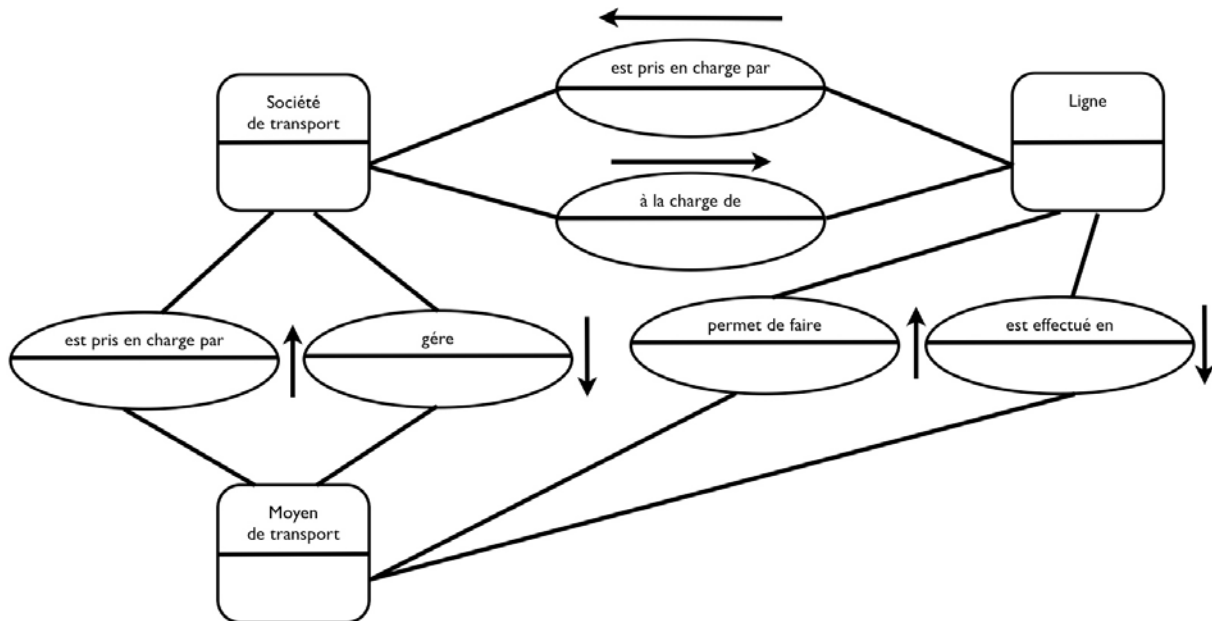 est pris en charge par
Société
de transport
Ligne
à la charge de
est pris en charge par
gére
permet de faire
est effectué en
Moyen
de transport